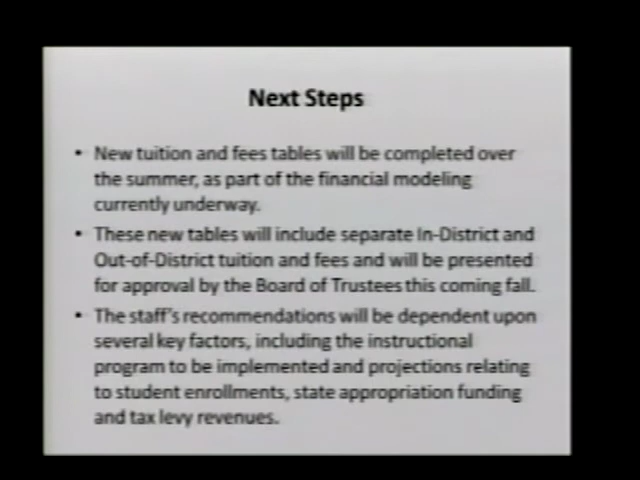 Next Steps
• New tuition and fees tables will be completed over
the summer, as part of the financial modeling
currently underway.
• These new tables will include separate In-District and
Out-of-District tuition and fees and will be presented
for approval by the Board of Trustees this coming fall.
• The staff's recommendations will be dependent upon
several key factors, including the instructional
program to be implemented and projections relating
to student enrollments, state appropriation funding
and tax levy revenues.